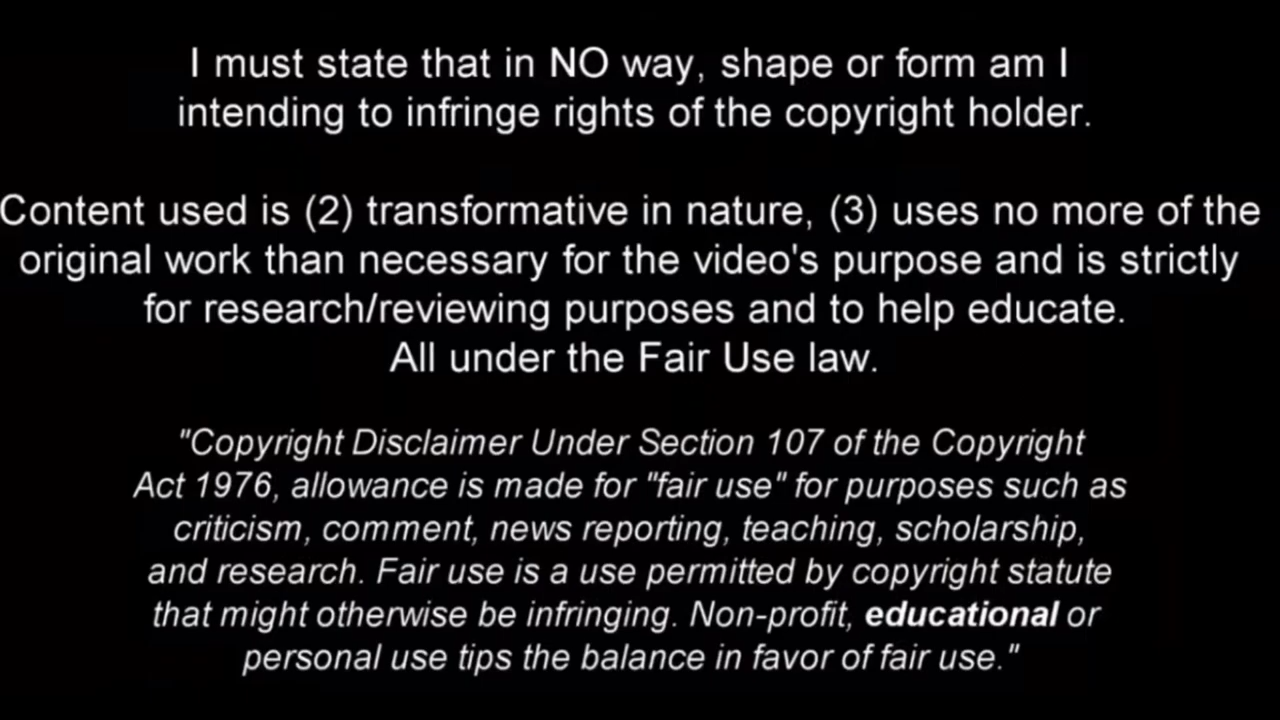 I must state that in NO way, shape or form am I
intending to infringe rights of the copyright holder.
Content used is (2) transformative in nature, (3) uses no more of the
original work than necessary for the video's purpose and is strictly
for research/reviewing purposes and to help educate.
All under the Fair Use law.
"Copyright Disclaimer Under Section 107 of the Copyright
Act 1976, allowance is made for "fair use" for purposes such as
criticism, comment, news reporting, teaching, scholarship,
and research. Fair use is a use permitted by copyright statute
that might otherwise be infringing. Non-profit, educational or
personal use tips the balance in favor of fair use."